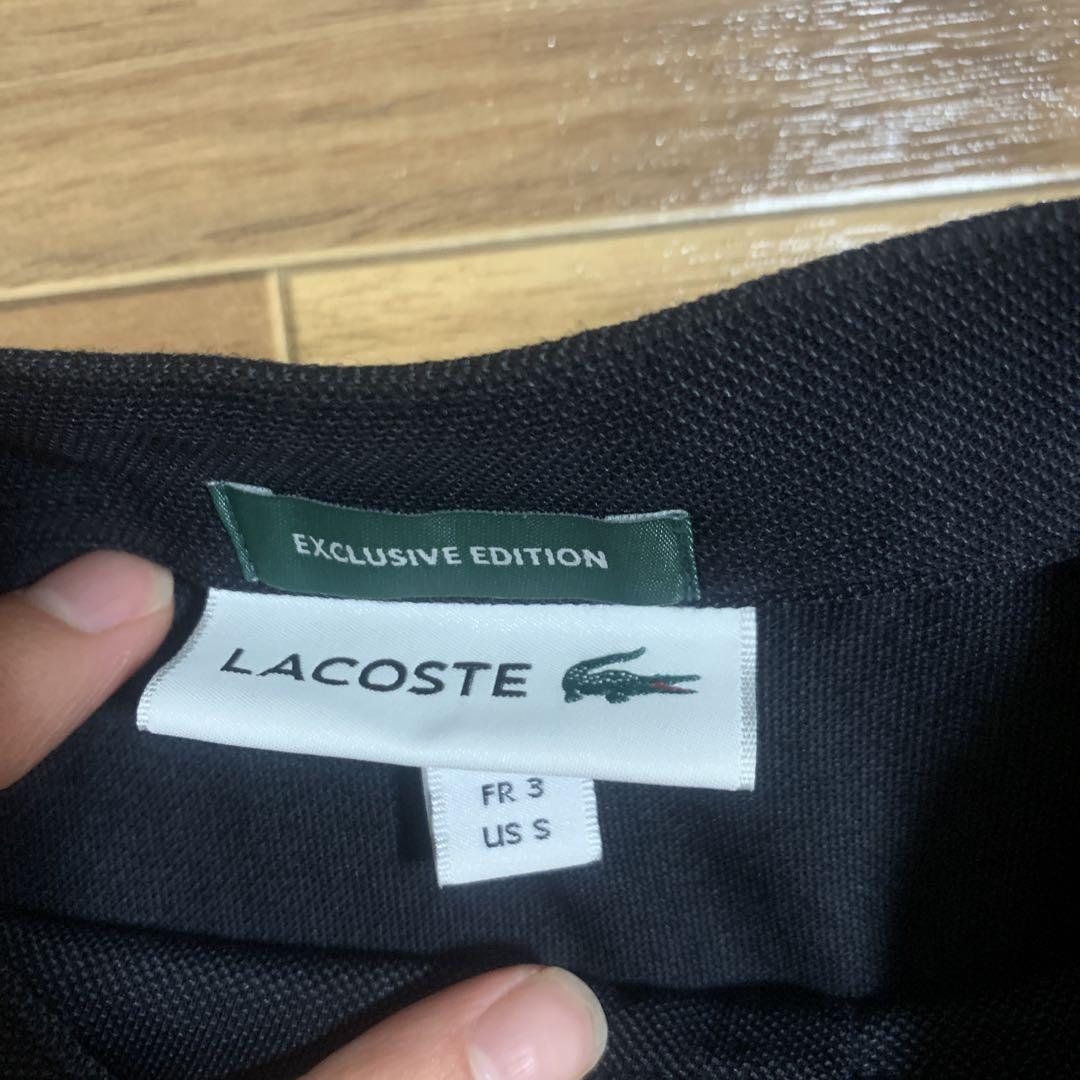 EXCLUSIVE EDITION
LACOSTE
FR 3
US S